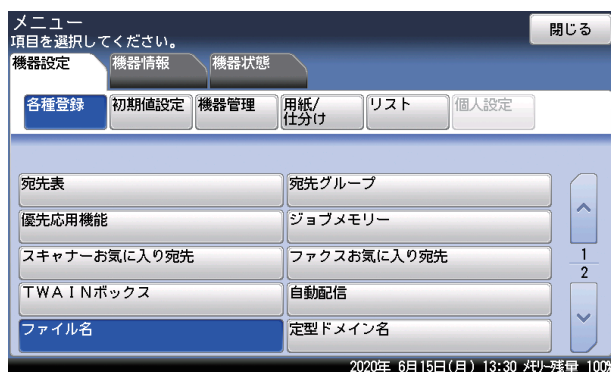 メニュー
項目を選択してください。
閉じる
機器設定
機器情報
機器状態
各種登録
初期値設定
機器管理
用紙/
仕分け
リスト
個人設定
宛先表
宛先グループ
優先応用機能
ジョブメモリー
スキャナーお気に入り宛先
ファクスお気に入り宛先
1
2
TWAINボックス
自動配信
ファイル名
定型ドメイン名
2020年 6月15日(月) 13:30 メモリー残量 100%